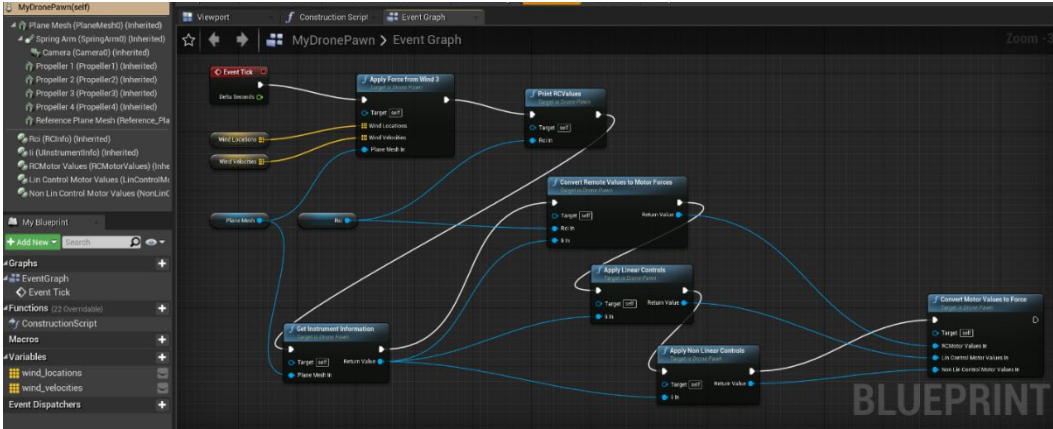 MyDronePawn(self)
Plane Mesh (PlaneMesh0) (Inherited)
Spring Arm (SpringArm0) (Inherited)
Camera (Camera0) (Inherited)
Propeller 1 (Propeller1) (Inherited)
Propeller 2 (Propeller2) (Inherited)
Propeller 3 (Propeller3) (Inherited)
Propeller 4 (Propeller4) (Inherited)
Reference Plane Mesh (Reference_Pla
Rci (RCInfo) (Inherited)
Ii (UInstrumentInfo) (Inherited)
RCMotor Values (RCMotorValues) (Inhe
Lin Control Motor Values (LinControlMo
Non Lin Control Motor Values (NonLinC
My Blueprint
Add New
Search
Graphs
EventGraph
Event Tick
Functions (22 Overridable)
ConstructionScript
Macros
Variables
wind_locations
wind_velocities
Event Dispatchers
Viewport
Construction Script
Event Graph
MyDronePawn > Event Graph
Zoom -3
Event Tick
Delta Seconds
Wind Locations
Wind Velocities
Plane Mesh
Rci
Apply Force from Wind 3
Target is Drone Pawn
Target self
Wind Locations
Wind Velocities
Plane Mesh In
Print RCValues
Target is Drone Pawn
Target self
Rci In
Convert Remote Values to Motor Forces
Target is Drone Pawn
Target self Return Value
Rci In
Ii In
Apply Linear Controls
Target is Drone Pawn
Target self Return Value
Ii In
Get Instrument Information
Target is Drone Pawn
Target self Return Value
Plane Mesh In
Apply Non Linear Controls
Target is Drone Pawn
Target self Return Value
Ii In
Convert Motor Values to Force
Target is Drone Pawn
Target self
RCMotor Values In
Lin Control Motor Values In
Non Lin Control Motor Values In
BLUEPRINT